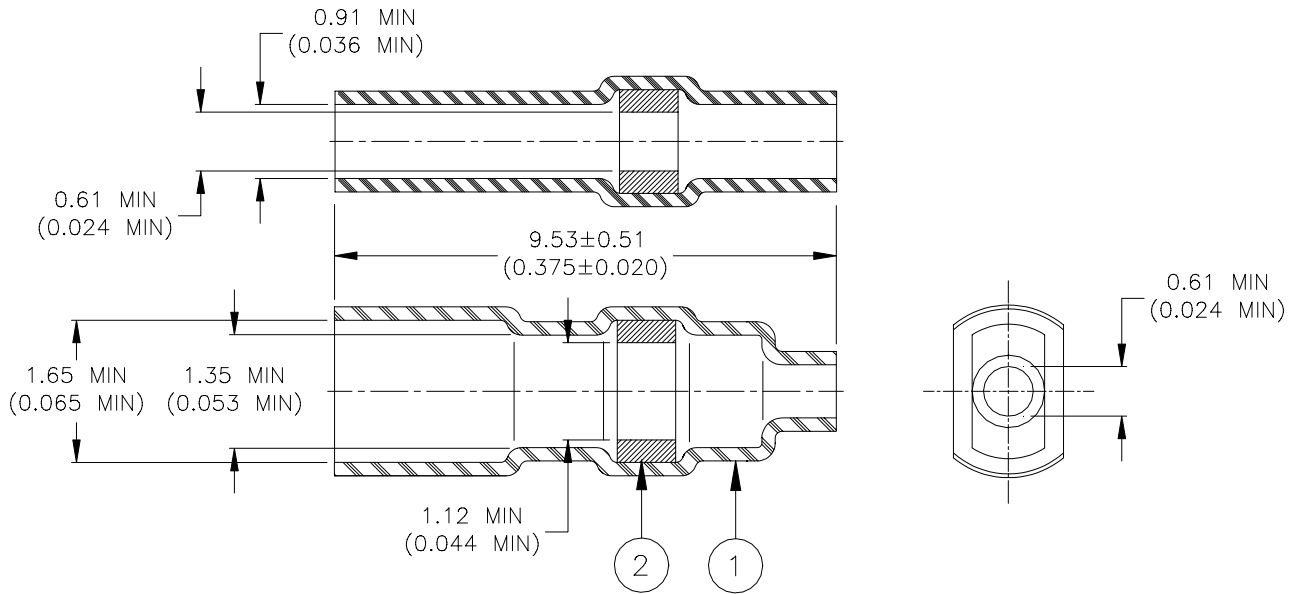 0.91 MIN
(0.036 MIN)
0.61 MIN
(0.024 MIN)
9.53±0.51
(0.375±0.020)
0.61 MIN
(0.024 MIN)
1.65 MIN
(0.065 MIN)
1.35 MIN
(0.053 MIN)
1.12 MIN
(0.044 MIN)
2
1